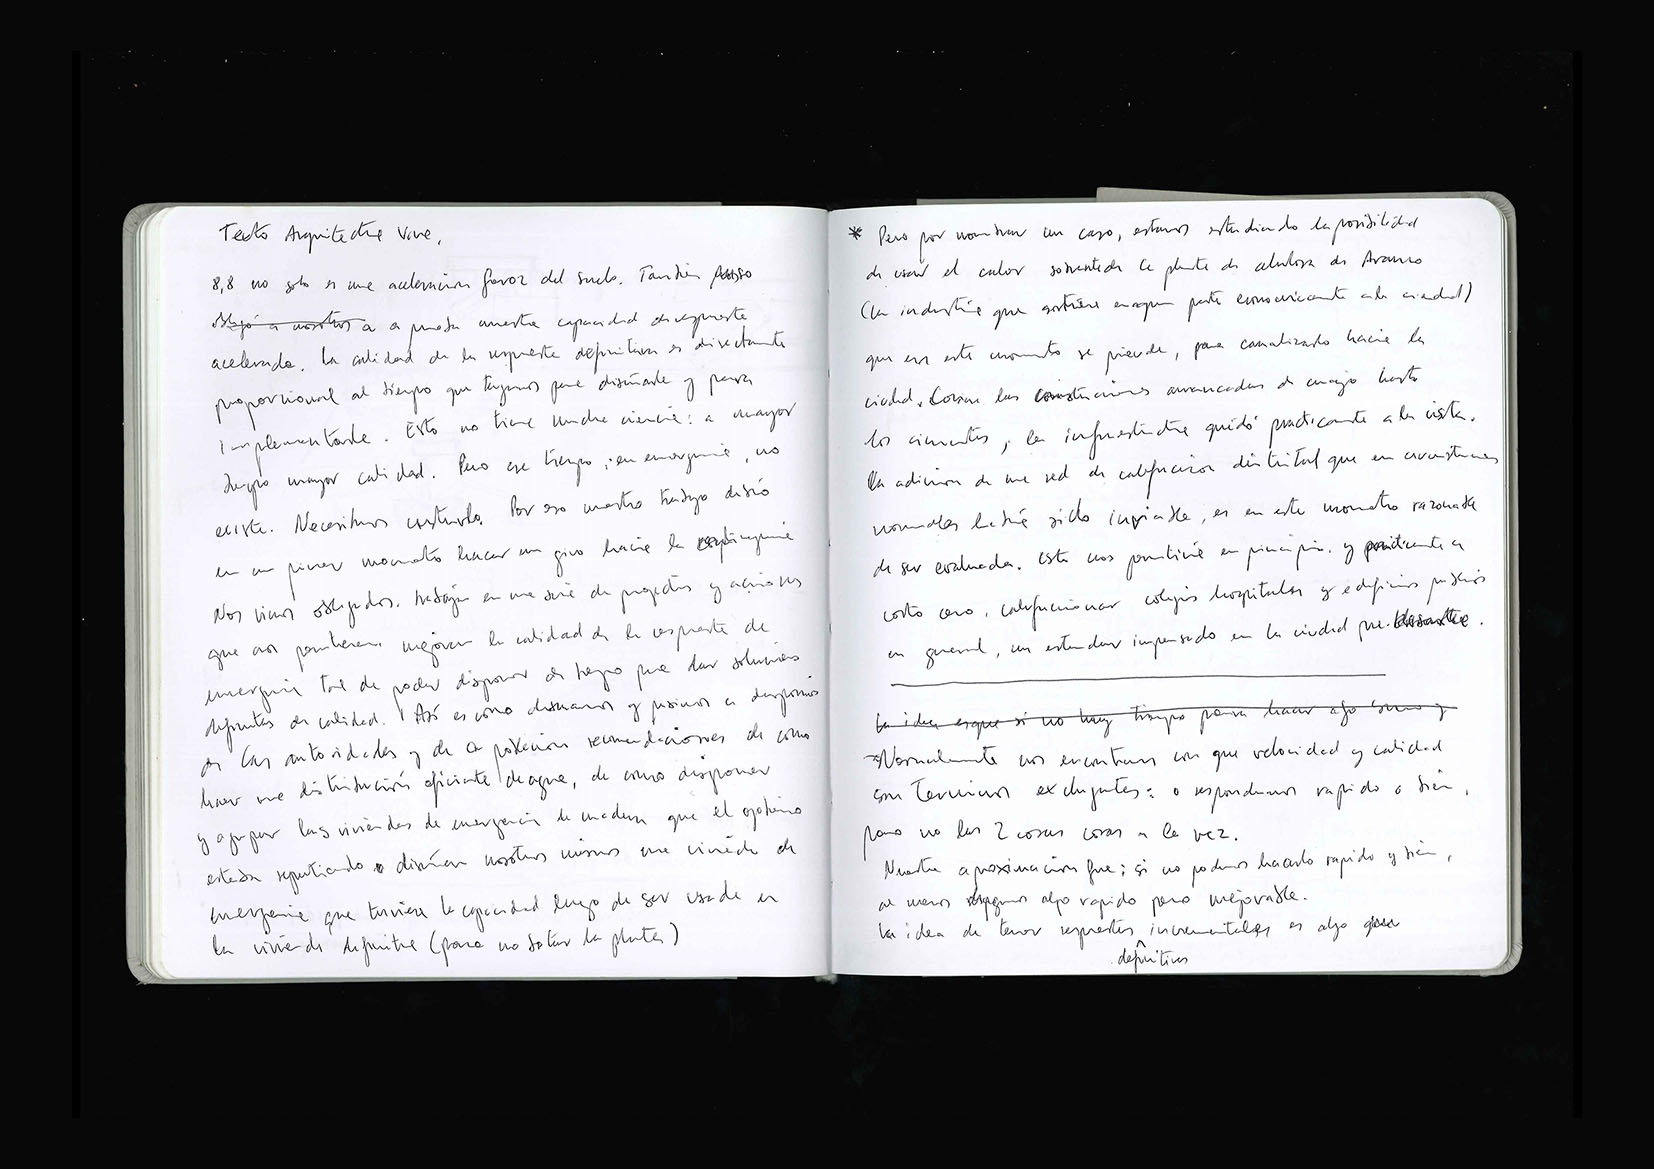 Texto Arquitectura Viva,
8,8 no solo es una aceleración feroz del suelo. También puso
obligó a nosotros a a prueba nuestra capacidad de respuesta
acelerada. La calidad de la respuesta definitiva es directamente
proporcional al tiempo que tengamos para diseñarla y para
implementarla. Esto no tiene mucha ciencia: a mayor
tiempo mayor calidad. Pero ese tiempo, en emergencia, no
existe. Necesitamos construirlo. Por eso nuestro trabajo debió
en un primer momento hacer un giro hacia la emergencia
Nos vimos obligados. trabajar en una serie de proyectos y acciones
que nos permitieran mejorar la calidad de la respuesta de
emergencia tal de poder disponer de tiempo para dar soluciones
definitivas de calidad. Así es como diseñamos y pusimos a disposición
de las autoridades y de la población recomendaciones de como
hacer una distribución eficiente de agua, de como disponer
y agrupar las viviendas de emergencia de madera que el gobierno
estaba repartiendo o diseñar nosotros mismos una vivienda de
emergencia que tuviera la capacidad luego de ser usada en
la vivienda definitiva (para no botar la plata)
* Pero por nombrar un caso, estamos estudiando la posibilidad
de usar el calor sobrante de la planta de celulosa de Arauco
(la industria que sostiene en gran parte económicamente a la ciudad)
que en este momento se pierde, para canalizarlo hacia la
ciudad. Como las construcciones arrancadas de cuajo hasta
los cimientos, la infraestructura quedó practicamente a la vista.
La adición de una red de calefacción distrital que en circunstancias
normales habría sido inviable, es en este momento razonable
de ser evaluada. Esto nos permitiría en principio. y practicamente a
costo cero, calefaccionar colegios hospitales y edificios públicos
en general, un estandar impensado en la ciudad pre-desastre.
La idea es que si no hay tiempo para hacer algo bueno y
Normalmente nos encontramos con que velocidad y calidad
son términos excluyentes: o respondemos rapido o bien,
pero no las 2 cosas cosas a la vez.
Nuestra aproximación fue; si no podemos hacerlo rapido y bien,
al menos hagamos algo rapido pero mejorable.
La idea de tener respuestas incrementales es algo que
definitivas